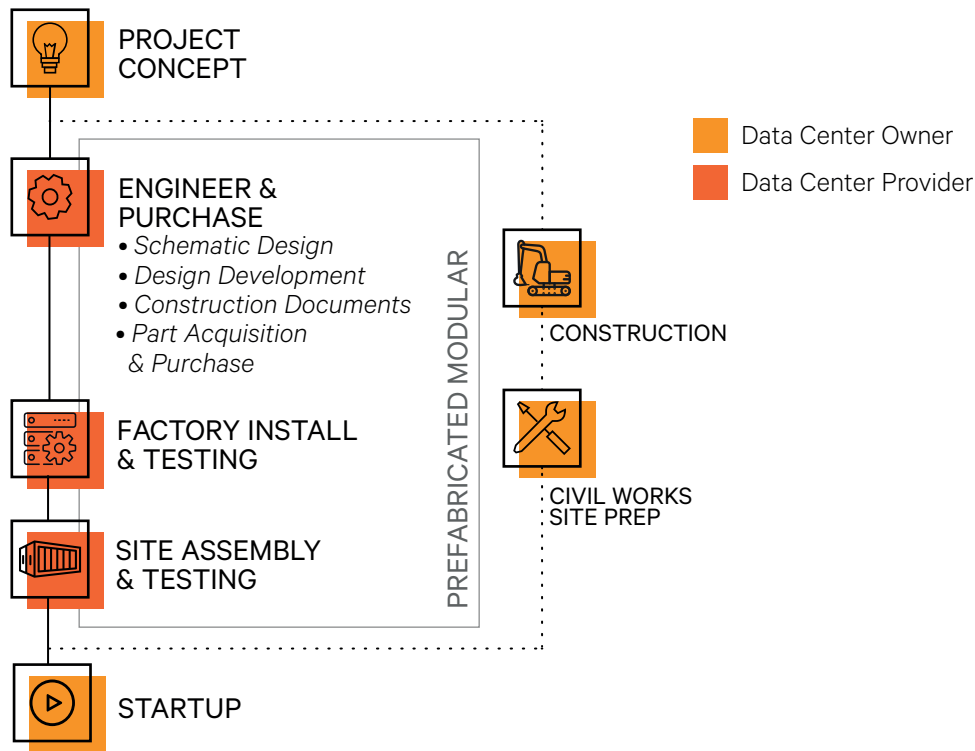 PROJECT
CONCEPT
Data Center Owner
Data Center Provider
ENGINEER &
PURCHASE
• Schematic Design
• Design Development
• Construction Documents
• Part Acquisition
& Purchase
PREFABRICATED MODULAR
CONSTRUCTION
FACTORY INSTALL
& TESTING
CIVIL WORKS
SITE PREP
SITE ASSEMBLY
& TESTING
STARTUP